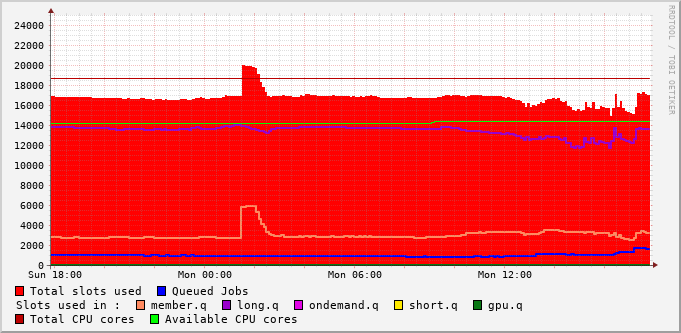 RRDTOOL / TOBI OETIKER
24000
22000
20000
18000
16000
14000
12000
10000
8000
6000
4000
2000
0
Sun 18:00 Mon 00:00 Mon 06:00 Mon 12:00
Total slots used Queued Jobs
Slots used in : member.q long.q ondemand.q short.q gpu.q
Total CPU cores Available CPU cores